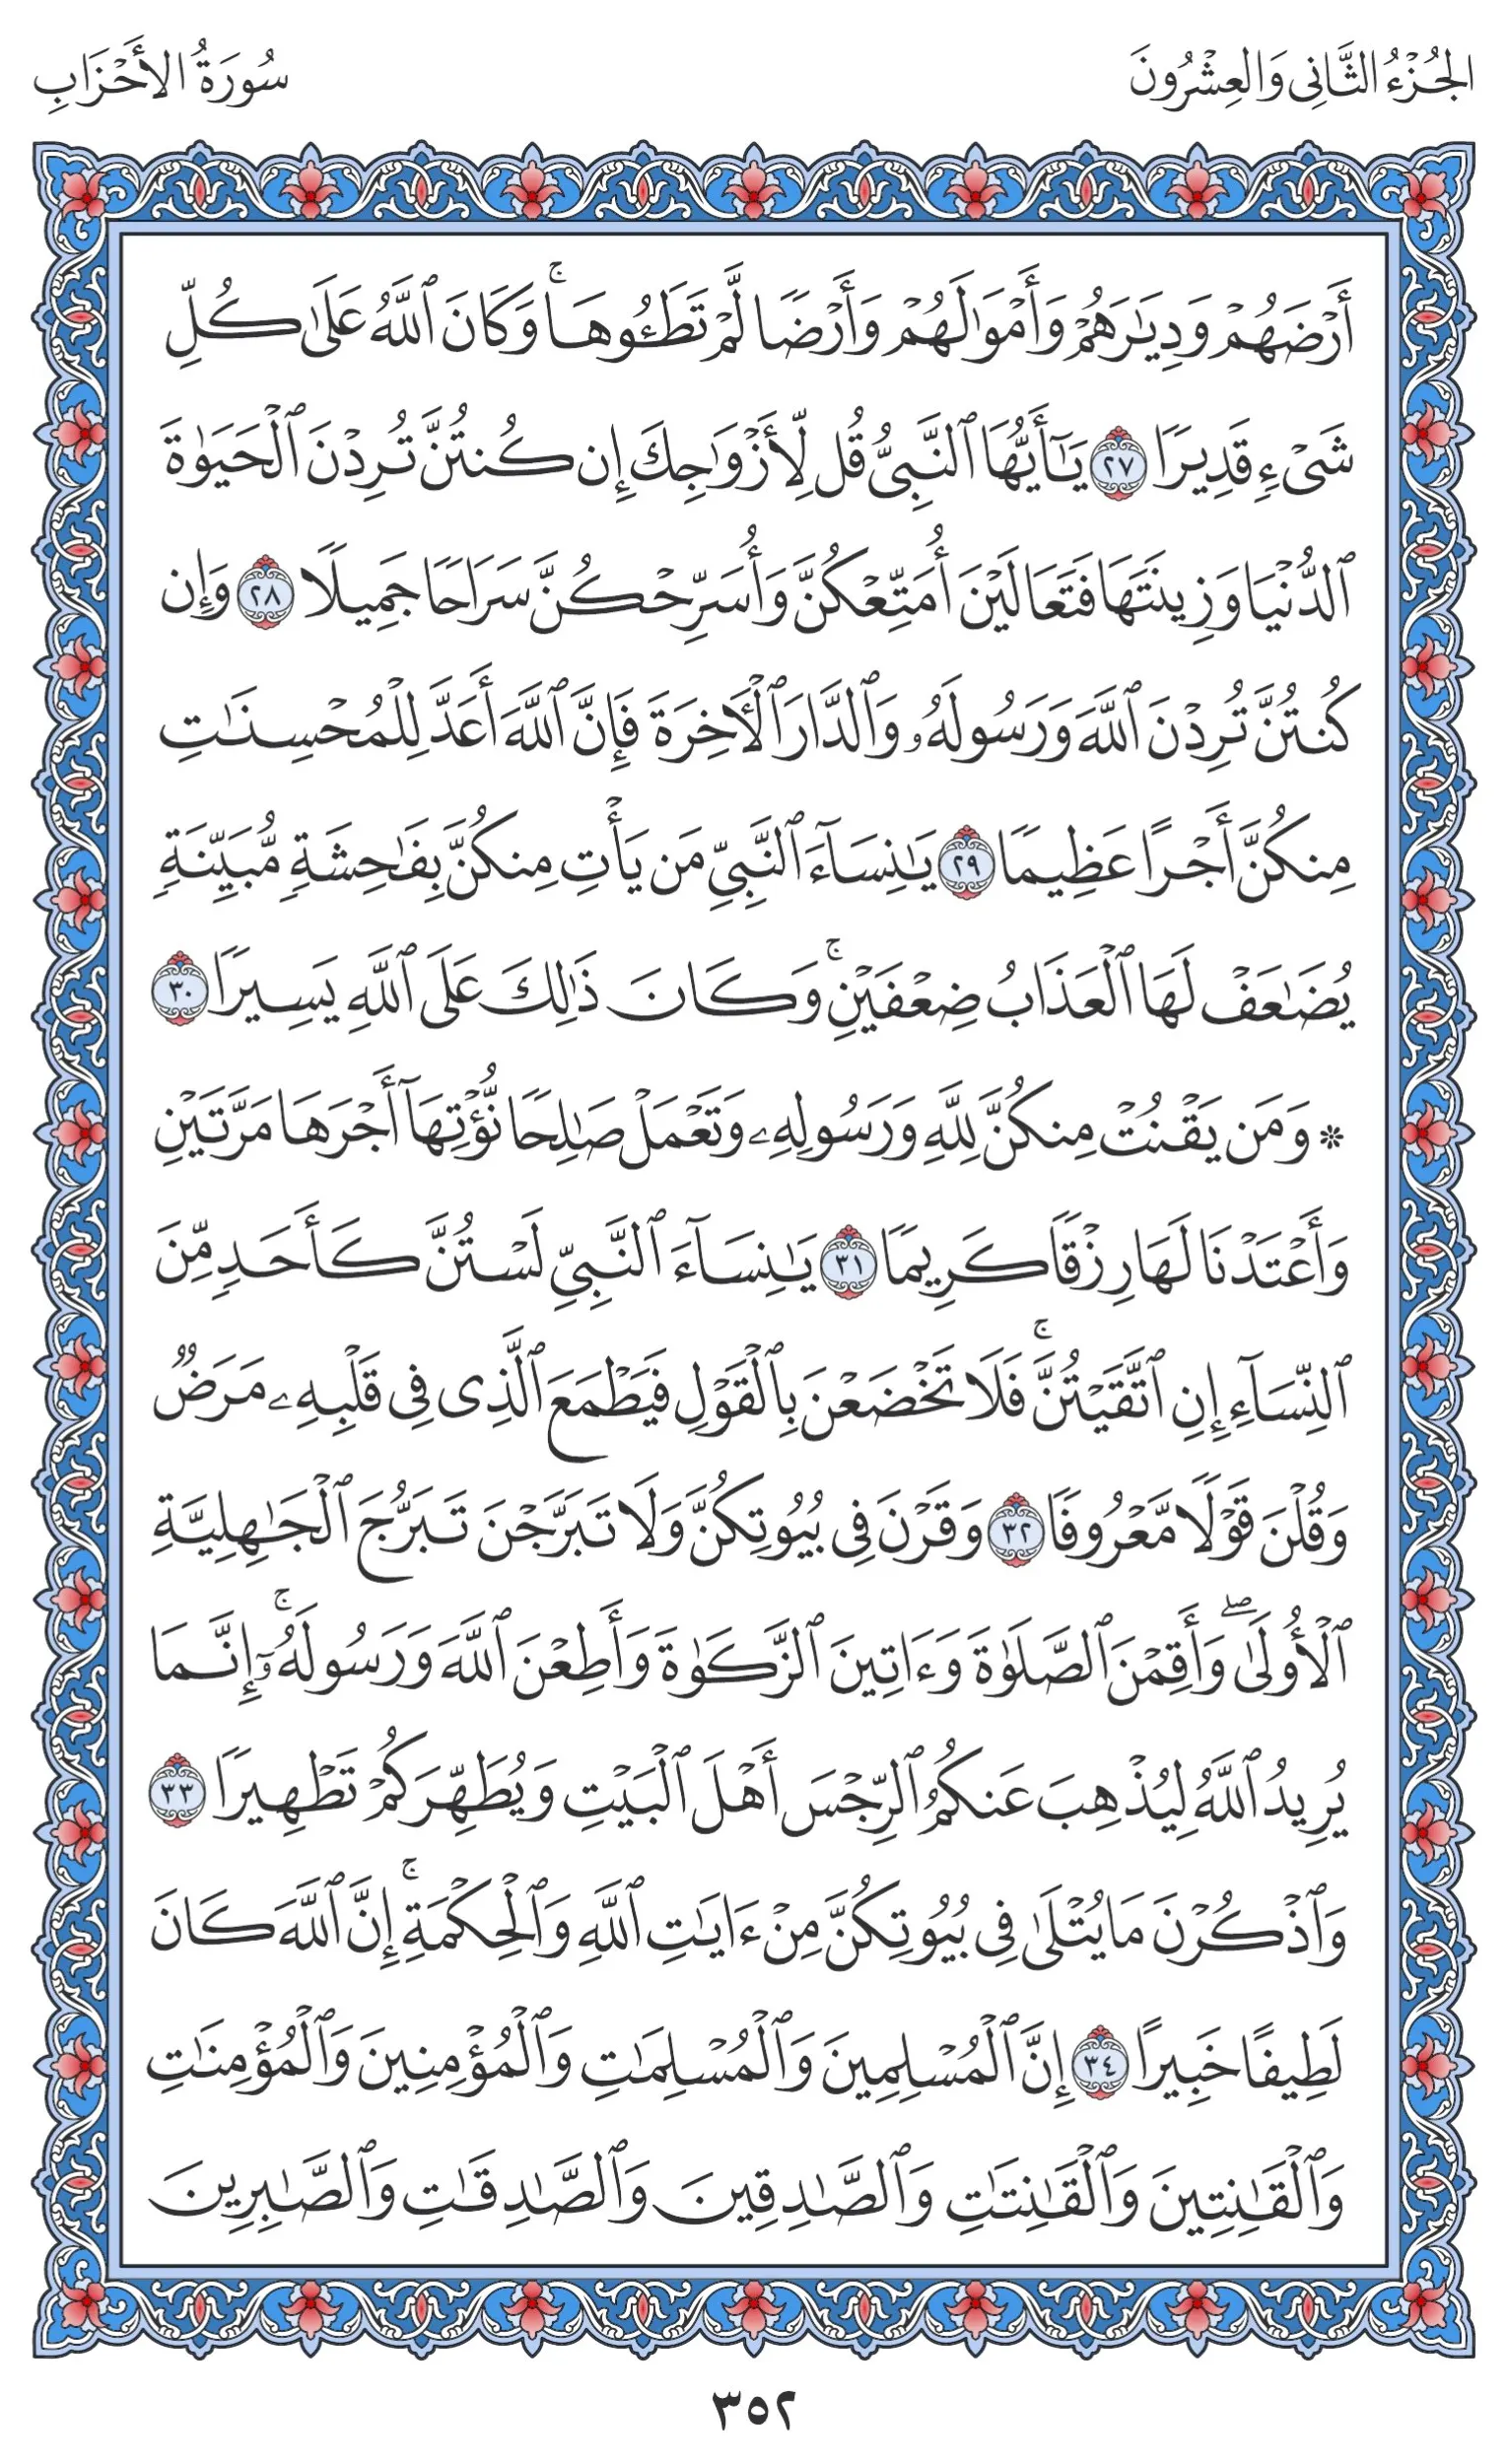 الجُزْءُ الثَّانِي وَالعِشْرُونَ
سُورَةُ الأَحْزَابِ
أَرْضَهُمْ وَدِيَٰرَهُمْ وَأَمْوَٰلَهُمْ وَأَرْضًا لَّمْ تَطَـُٔوهَاۚ وَكَانَ ٱللَّهُ عَلَىٰ كُلِّ
شَىْءٍ قَدِيرًا ٢٧ يَـٰٓأَيُّهَا ٱلنَّبِىُّ قُل لِّأَزْوَٰجِكَ إِن كُنتُنَّ تُرِدْنَ ٱلْحَيَوٰةَ
ٱلدُّنْيَا وَزِينَتَهَا فَتَعَالَيْنَ أُمَتِّعْكُنَّ وَأُسَرِّحْكُنَّ سَرَاحًا جَمِيلًا ٢٨ وَإِن
كُنتُنَّ تُرِدْنَ ٱللَّهَ وَرَسُولَهُۥ وَٱلدَّارَ ٱلْـَٔاخِرَةَ فَإِنَّ ٱللَّهَ أَعَدَّ لِلْمُحْسِنَـٰتِ
مِنكُنَّ أَجْرًا عَظِيمًا ٢٩ يَـٰنِسَآءَ ٱلنَّبِىِّ مَن يَأْتِ مِنكُنَّ بِفَـٰحِشَةٍ مُّبَيِّنَةٍ
يُضَـٰعَفْ لَهَا ٱلْعَذَابُ ضِعْفَيْنِۚ وَكَانَ ذَٰلِكَ عَلَى ٱللَّهِ يَسِيرًا ٣٠
۞ وَمَن يَقْنُتْ مِنكُنَّ لِلَّهِ وَرَسُولِهِۦ وَتَعْمَلْ صَـٰلِحًا نُّؤْتِهَآ أَجْرَهَا مَرَّتَيْنِ
وَأَعْتَدْنَا لَهَا رِزْقًا كَرِيمًا ٣١ يَـٰنِسَآءَ ٱلنَّبِىِّ لَسْتُنَّ كَأَحَدٍ مِّنَ
ٱلنِّسَآءِ إِنِ ٱتَّقَيْتُنَّۚ فَلَا تَخْضَعْنَ بِٱلْقَوْلِ فَيَطْمَعَ ٱلَّذِى فِى قَلْبِهِۦ مَرَضٌ
وَقُلْنَ قَوْلًا مَّعْرُوفًا ٣٢ وَقَرْنَ فِى بُيُوتِكُنَّ وَلَا تَبَرَّجْنَ تَبَرُّجَ ٱلْجَـٰهِلِيَّةِ
ٱلْأُولَىٰۖ وَأَقِمْنَ ٱلصَّلَوٰةَ وَءَاتِينَ ٱلزَّكَوٰةَ وَأَطِعْنَ ٱللَّهَ وَرَسُولَهُۥٓۚ إِنَّمَا
يُرِيدُ ٱللَّهُ لِيُذْهِبَ عَنكُمُ ٱلرِّجْسَ أَهْلَ ٱلْبَيْتِ وَيُطَهِّرَكُمْ تَطْهِيرًا ٣٣
وَٱذْكُرْنَ مَا يُتْلَىٰ فِى بُيُوتِكُنَّ مِنْ ءَايَـٰتِ ٱللَّهِ وَٱلْحِكْمَةِۚ إِنَّ ٱللَّهَ كَانَ
لَطِيفًا خَبِيرًا ٣٤ إِنَّ ٱلْمُسْلِمِينَ وَٱلْمُسْلِمَـٰتِ وَٱلْمُؤْمِنِينَ وَٱلْمُؤْمِنَـٰتِ
وَٱلْقَـٰنِتِينَ وَٱلْقَـٰنِتَـٰتِ وَٱلصَّـٰدِقِينَ وَٱلصَّـٰدِقَـٰتِ وَٱلصَّـٰبِرِينَ
٣٥٢